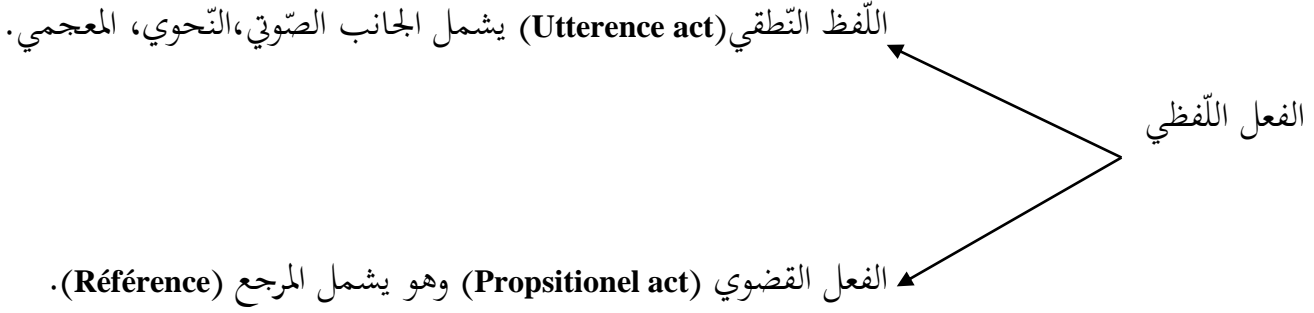 اللّفظ النّطقي(Utterence act) يشمل الجانب الصّوتي،النّحوي، المعجمي.
الفعل اللّفظي
الفعل القضوي (Propsitionel act) وهو يشمل المرجع (Référence).